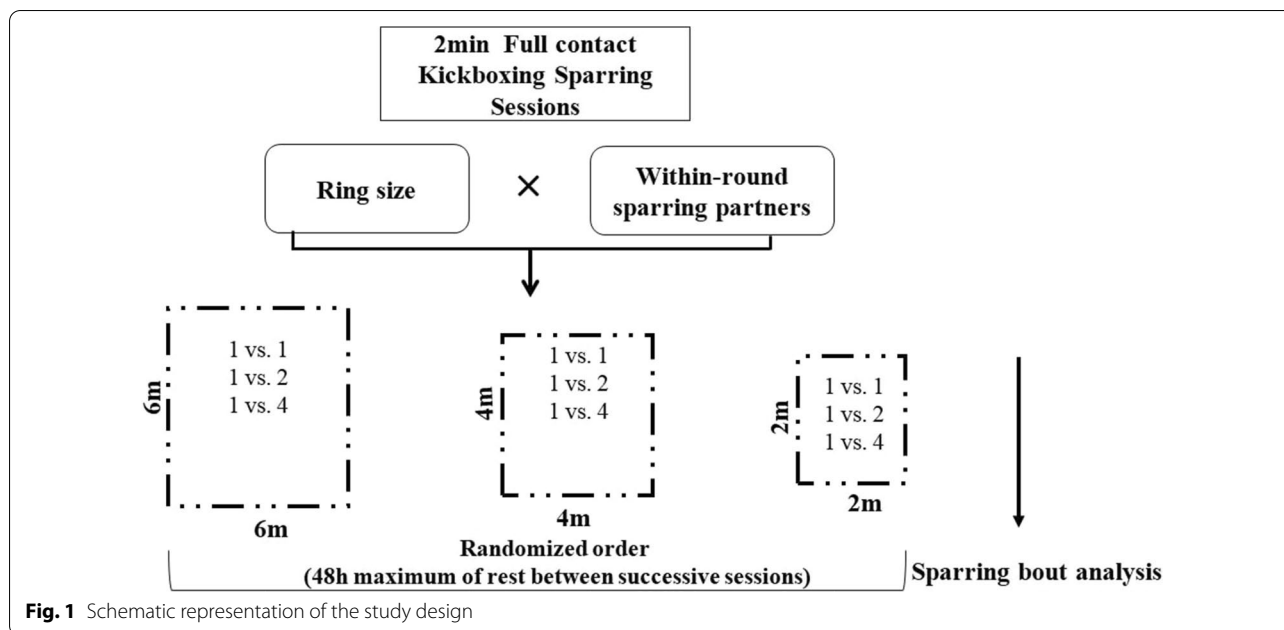 2min Full contact
Kickboxing Sparring
Sessions
Ring size
×
Within-round
sparring partners
6m
1 vs. 1
1 vs. 2
1 vs. 4
6m
4m
1 vs. 1
1 vs. 2
1 vs. 4
4m
2m
1 vs. 1
1 vs. 2
1 vs. 4
2m
Randomized order
(48h maximum of rest between successive sessions)
Sparring bout analysis
Fig. 1 Schematic representation of the study design